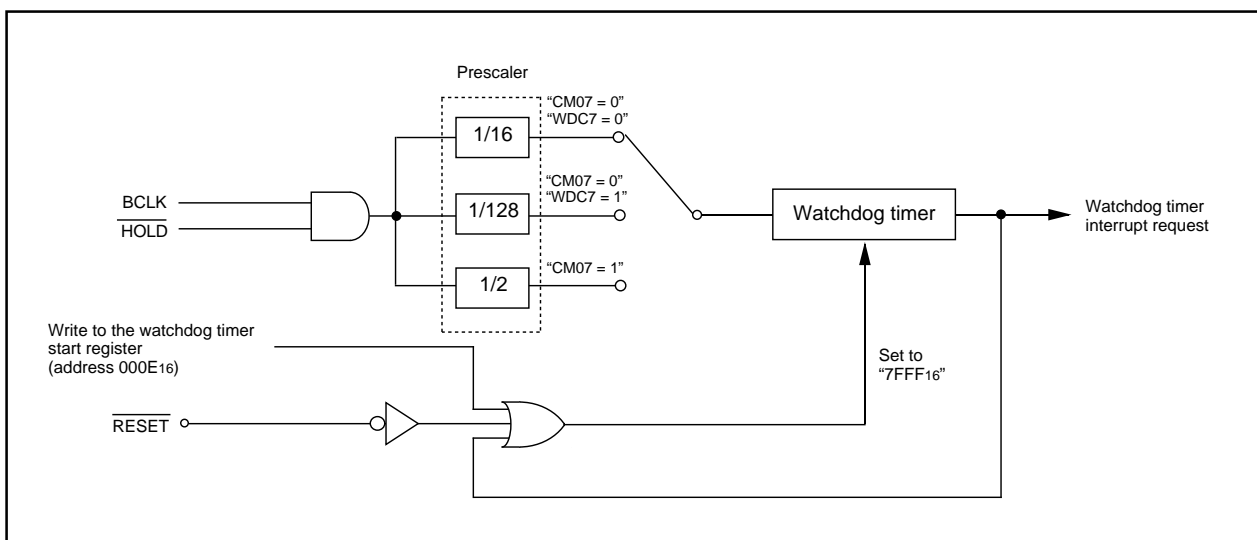 Prescaler
“CM07 = 0”
“WDC7 = 0”
1/16
“CM07 = 0”
“WDC7 = 1”
1/128
“CM07 = 1”
1/2
BCLK
HOLD
Watchdog timer
Watchdog timer
interrupt request
Write to the watchdog timer
start register
(address 000E16)
Set to
“7FFF16”
RESET